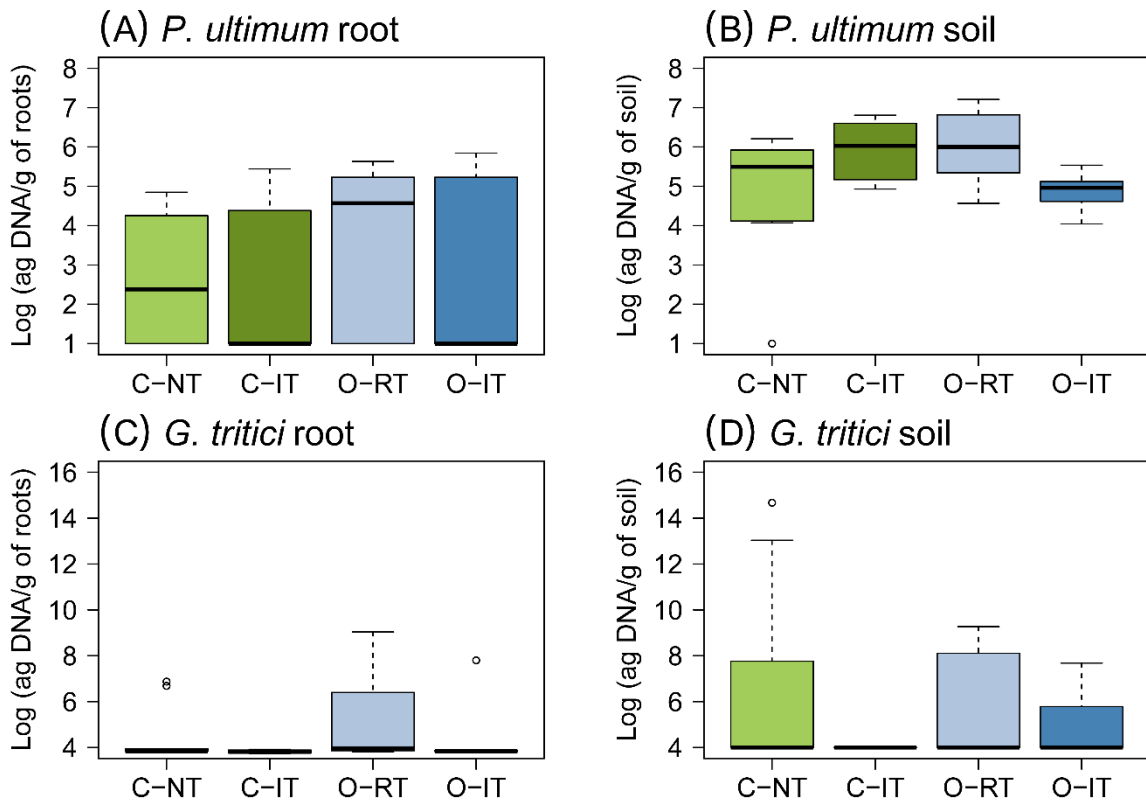 (A) P. ultimum root
Log (ag DNA/g of roots)
8
7
6
5
4
3
2
1
C−NT C−IT O−RT O−IT
(B) P. ultimum soil
Log (ag DNA/g of soil)
8
7
6
5
4
3
2
1
C−NT C−IT O−RT O−IT
(C) G. tritici root
Log (ag DNA/g of roots)
16
14
12
10
8
6
4
C−NT C−IT O−RT O−IT
(D) G. tritici soil
Log (ag DNA/g of soil)
16
14
12
10
8
6
4
C−NT C−IT O−RT O−IT